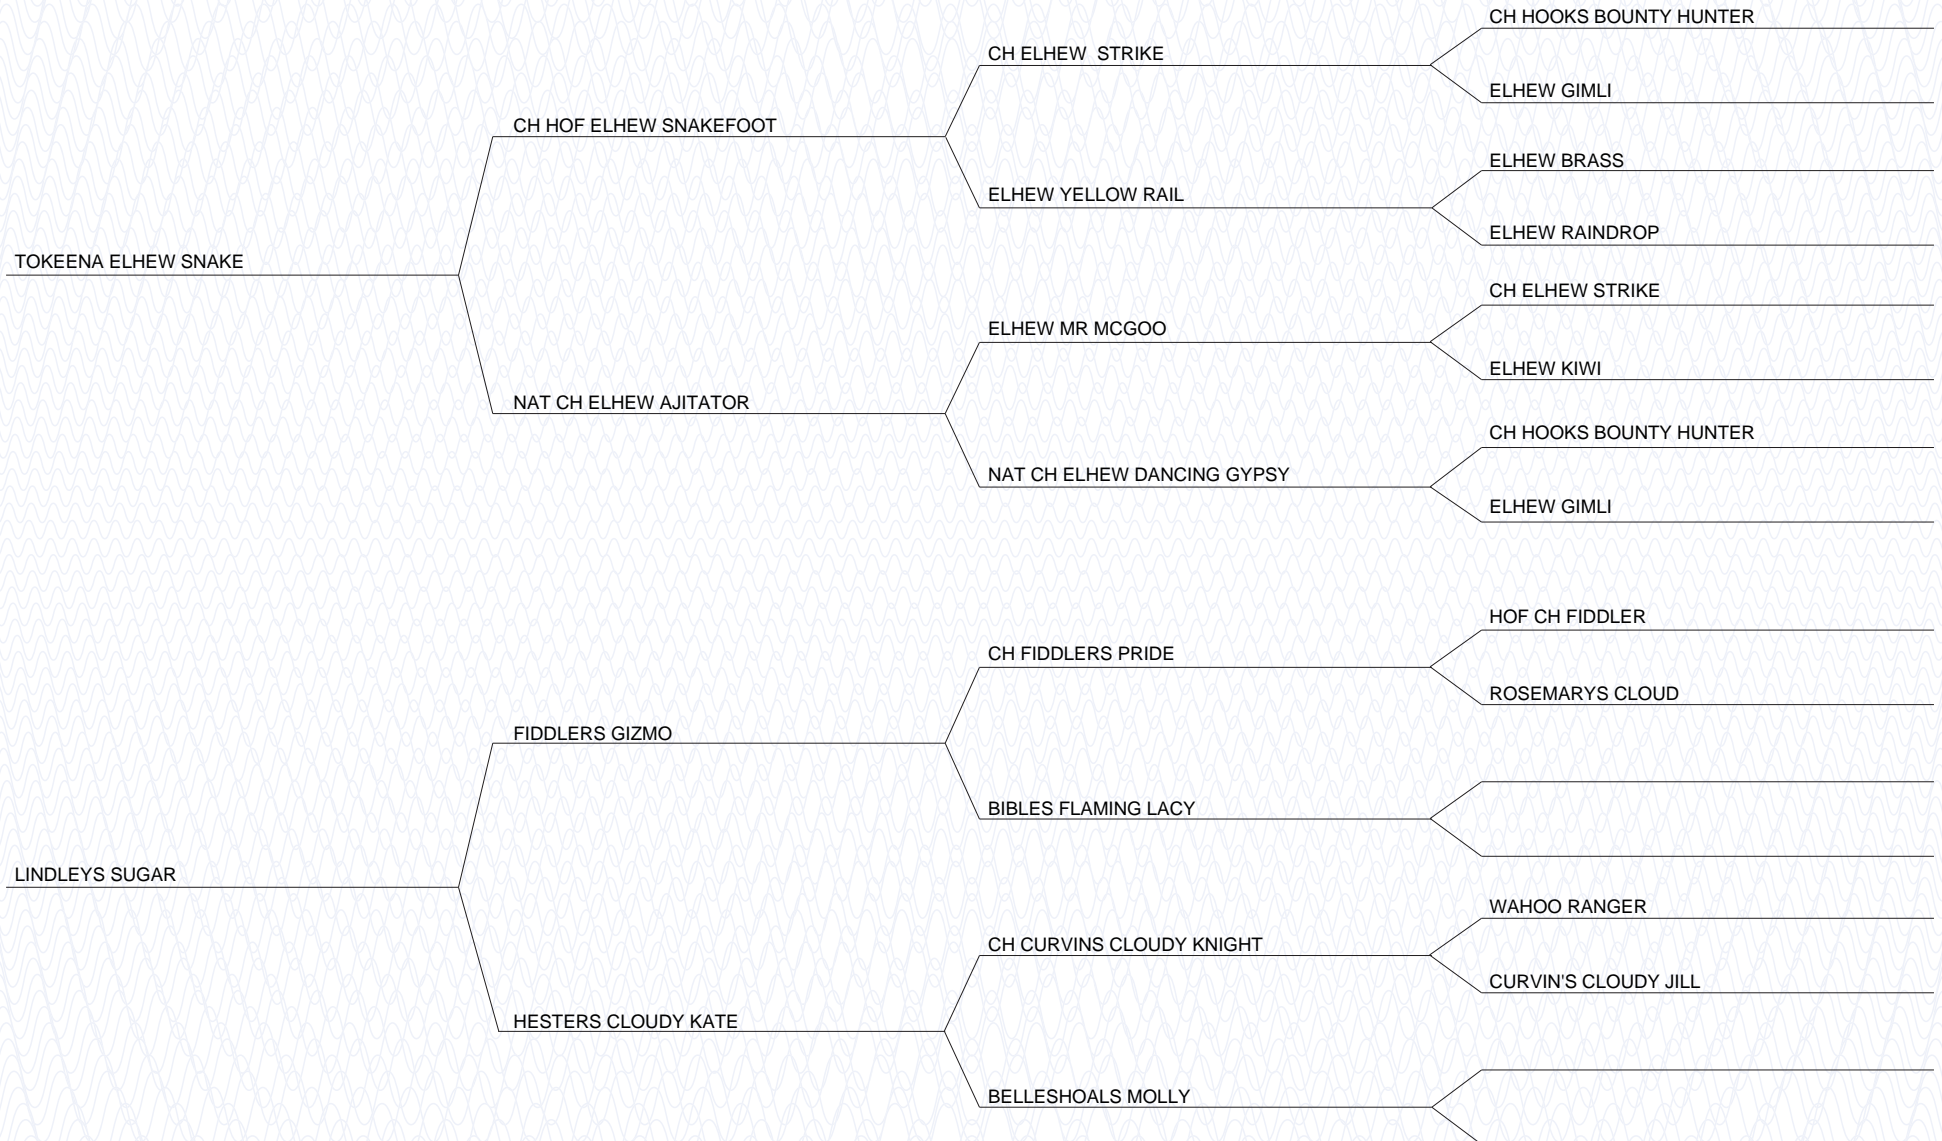 CH HOOKS BOUNTY HUNTER
CH ELHEW  STRIKE
ELHEW GIMLI
CH HOF ELHEW SNAKEFOOT
ELHEW BRASS
ELHEW YELLOW RAIL
ELHEW RAINDROP
TOKEENA ELHEW SNAKE
CH ELHEW STRIKE
ELHEW MR MCGOO
ELHEW KIWI
NAT CH ELHEW AJITATOR
CH HOOKS BOUNTY HUNTER
NAT CH ELHEW DANCING GYPSY
ELHEW GIMLI
HOF CH FIDDLER
CH FIDDLERS PRIDE
ROSEMARYS CLOUD
FIDDLERS GIZMO
BIBLES FLAMING LACY
LINDLEYS SUGAR
WAHOO RANGER
CH CURVINS CLOUDY KNIGHT
CURVIN'S CLOUDY JILL
HESTERS CLOUDY KATE
BELLESHOALS MOLLY